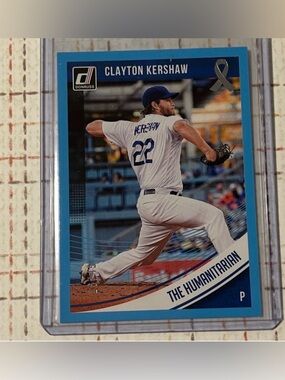 CLAYTON KERSHAW
DONRUSS
KERSHAW
22
THE HUMANITARIAN
P